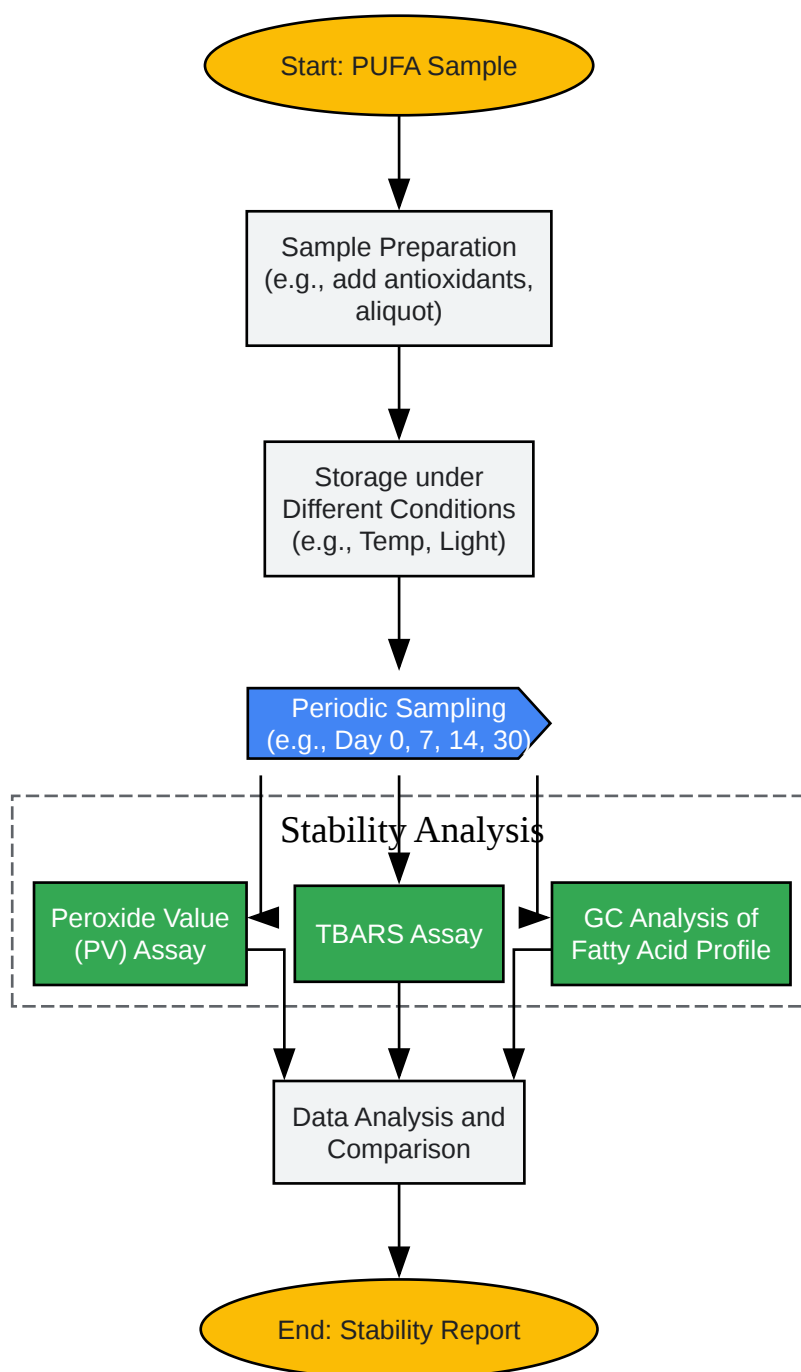 Start: PUFA Sample
Sample Preparation
(e.g., add antioxidants,
aliquot)
Storage under
Different Conditions
(e.g., Temp, Light)
Periodic Sampling
(e.g., Day 0, 7, 14, 30)
Stability Analysis
Peroxide Value
(PV) Assay
TBARS Assay
GC Analysis of
Fatty Acid Profile
Data Analysis and
Comparison
End: Stability Report